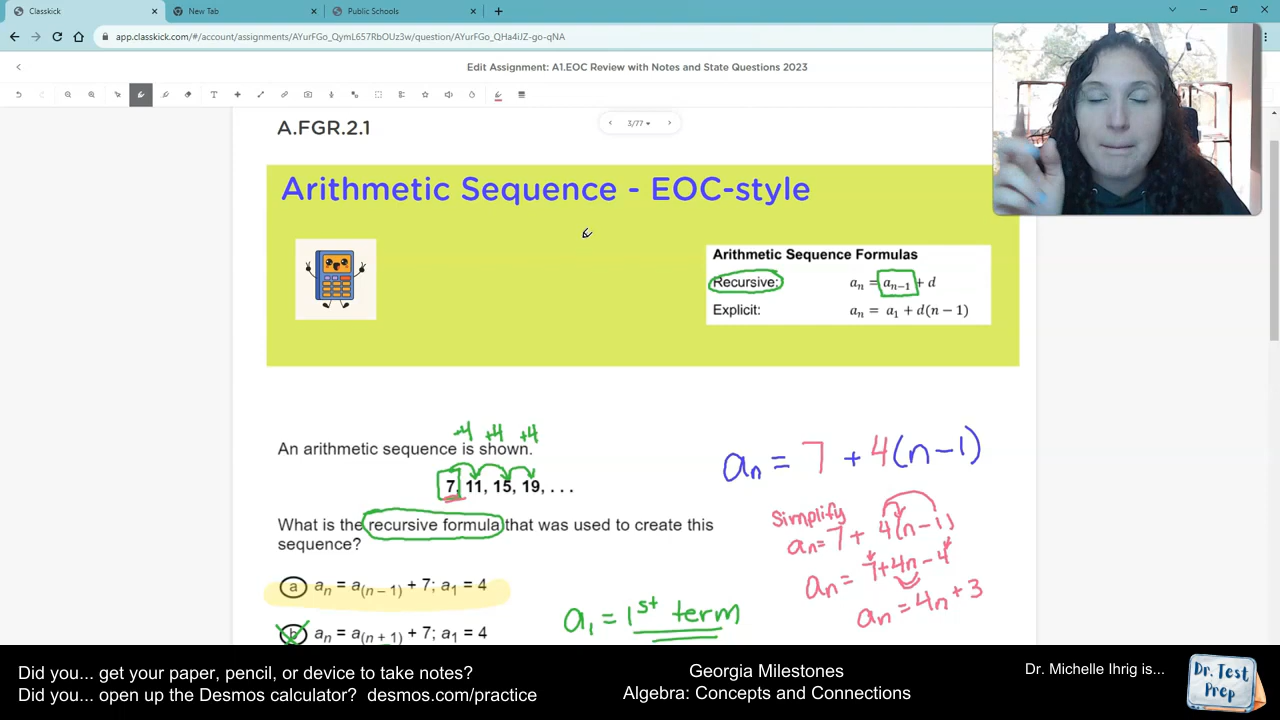 Classkick
New Tab
Public Schools
app.classkick.com/#/account/assignments/AYurFGo_QymL657RbOUz3w/question/AYurFGo_QHa4iJZ-go-qNA
Edit Assignment: A1.EOC Review with Notes and State Questions 2023
A.FGR.2.1
3/77
Arithmetic Sequence - EOC-style
Arithmetic Sequence Formulas
Recursive: aₙ = aₙ₋₁ + d
Explicit: aₙ = a₁ + d(n − 1)
+4 +4 +4
An arithmetic sequence is shown.
7, 11, 15, 19, . . .
What is the recursive formula that was used to create this
sequence?
a aₙ = a₍ₙ ₋ ₁₎ + 7; a₁ = 4
b aₙ = a₍ₙ ₊ ₁₎ + 7; a₁ = 4
a₁ = 1st term
aₙ = 7 + 4(n−1)
Simplify
aₙ = 7 + 4(n−1)
aₙ = 7+4n−4
aₙ = 4n+3
Did you... get your paper, pencil, or device to take notes?
Did you... open up the Desmos calculator? desmos.com/practice
Georgia Milestones
Algebra: Concepts and Connections
Dr. Michelle Ihrig is...
Dr. Test
Prep